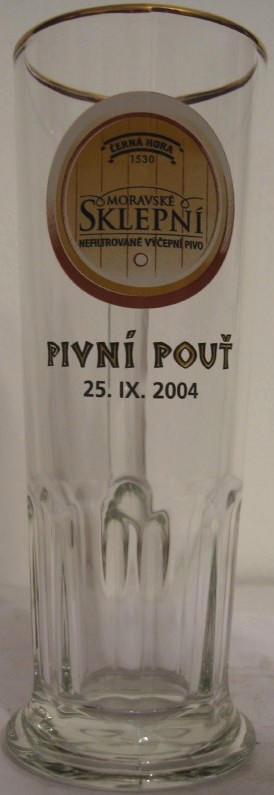 ČERNÁ HORA
1530
MORAVSKÉ
SKLEPNÍ
NEFILTROVANÉ VÝČEPNÍ PIVO
PIVNÍ POUŤ
25. IX. 2004